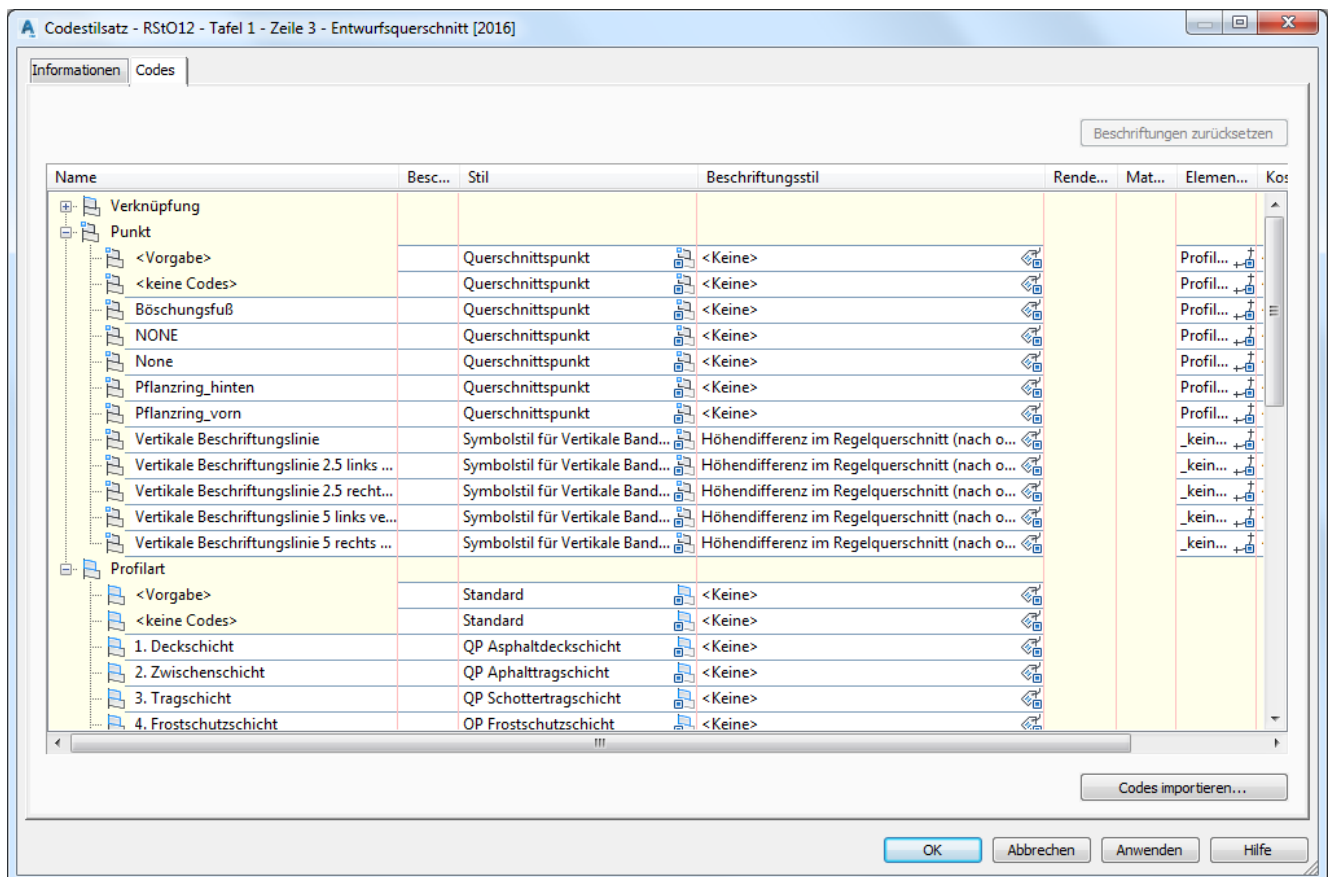 Codestilsatz - RStO12 - Tafel 1 - Zeile 3 - Entwurfsquerschnitt [2016]
Informationen Codes
Beschriftungen zurücksetzen
Name Besc... Stil Beschriftungsstil Rende... Mat... Elemen... Kos
Verknüpfung
Punkt
<Vorgabe> Querschnittspunkt <Keine> Profil...
<keine Codes> Querschnittspunkt <Keine> Profil...
Böschungsfuß Querschnittspunkt <Keine> Profil...
NONE Querschnittspunkt <Keine> Profil...
None Querschnittspunkt <Keine> Profil...
Pflanzring_hinten Querschnittspunkt <Keine> Profil...
Pflanzring_vorn Querschnittspunkt <Keine> Profil...
Vertikale Beschriftungslinie Symbolstil für Vertikale Band... Höhendifferenz im Regelquerschnitt (nach o... _kein...
Vertikale Beschriftungslinie 2.5 links ... Symbolstil für Vertikale Band... Höhendifferenz im Regelquerschnitt (nach o... _kein...
Vertikale Beschriftungslinie 2.5 recht... Symbolstil für Vertikale Band... Höhendifferenz im Regelquerschnitt (nach o... _kein...
Vertikale Beschriftungslinie 5 links ve... Symbolstil für Vertikale Band... Höhendifferenz im Regelquerschnitt (nach o... _kein...
Vertikale Beschriftungslinie 5 rechts ... Symbolstil für Vertikale Band... Höhendifferenz im Regelquerschnitt (nach o... _kein...
Profilart
<Vorgabe> Standard <Keine>
<keine Codes> Standard <Keine>
1. Deckschicht QP Asphaltdeckschicht <Keine>
2. Zwischenschicht QP Aphalttragschicht <Keine>
3. Tragschicht QP Schottertragschicht <Keine>
4. Frostschutzschicht QP Frostschutzschicht <Keine>
Codes importieren...
OK Abbrechen Anwenden Hilfe